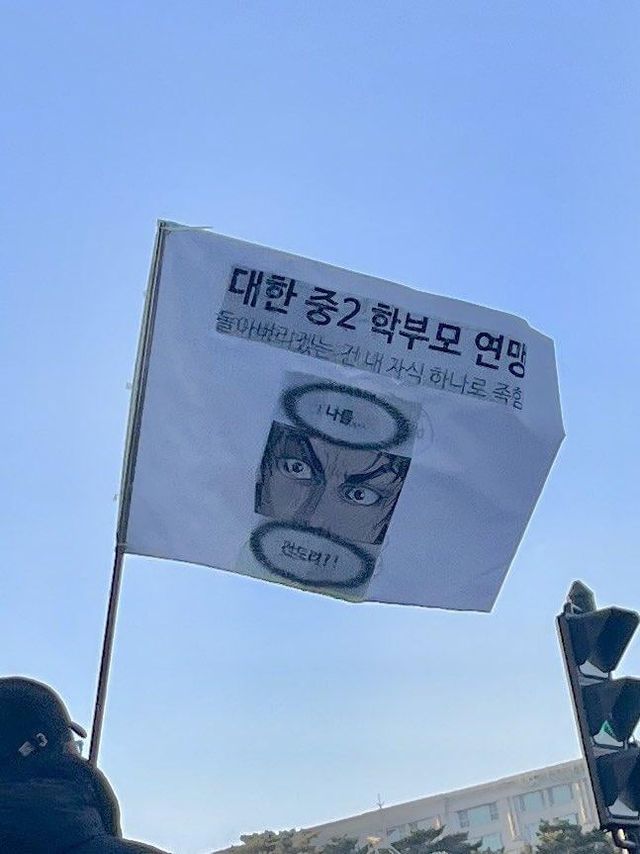 대한 중2 학부모 연맹
돌아버리겠는 건 내 자식 하나로 족함
나를...
건드려?!